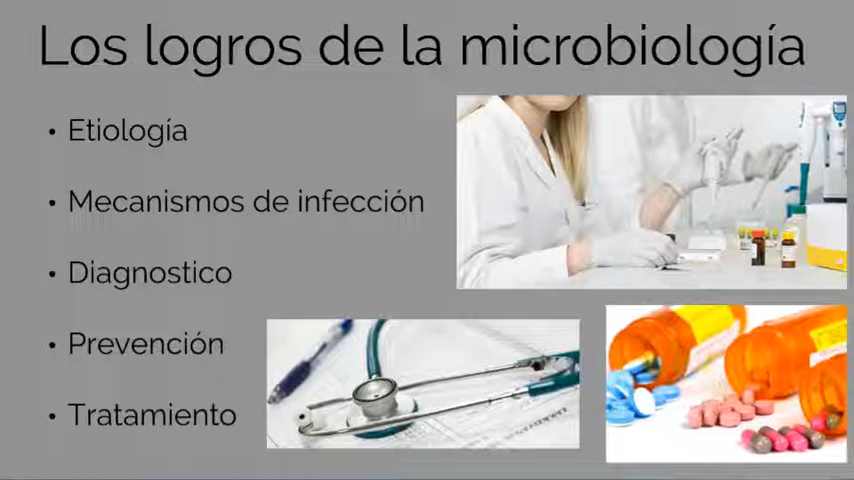 Los logros de la microbiología
• Etiología
• Mecanismos de infección
• Diagnostico
• Prevención
• Tratamiento